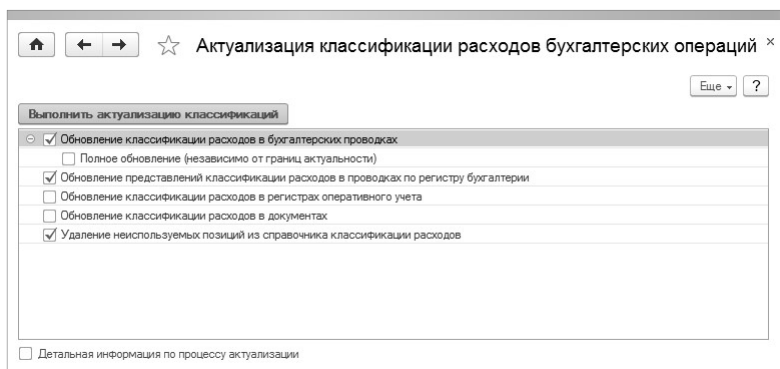 Актуализация классификации расходов бухгалтерских операций ×
Еще ?
Выполнить актуализацию классификаций
Обновление классификации расходов в бухгалтерских проводках
Полное обновление (независимо от границ актуальности)
Обновление представлений классификации расходов в проводках по регистру бухгалтерии
Обновление классификации расходов в регистрах оперативного учета
Обновление классификации расходов в документах
Удаление неиспользуемых позиций из справочника классификации расходов
Детальная информация по процессу актуализации